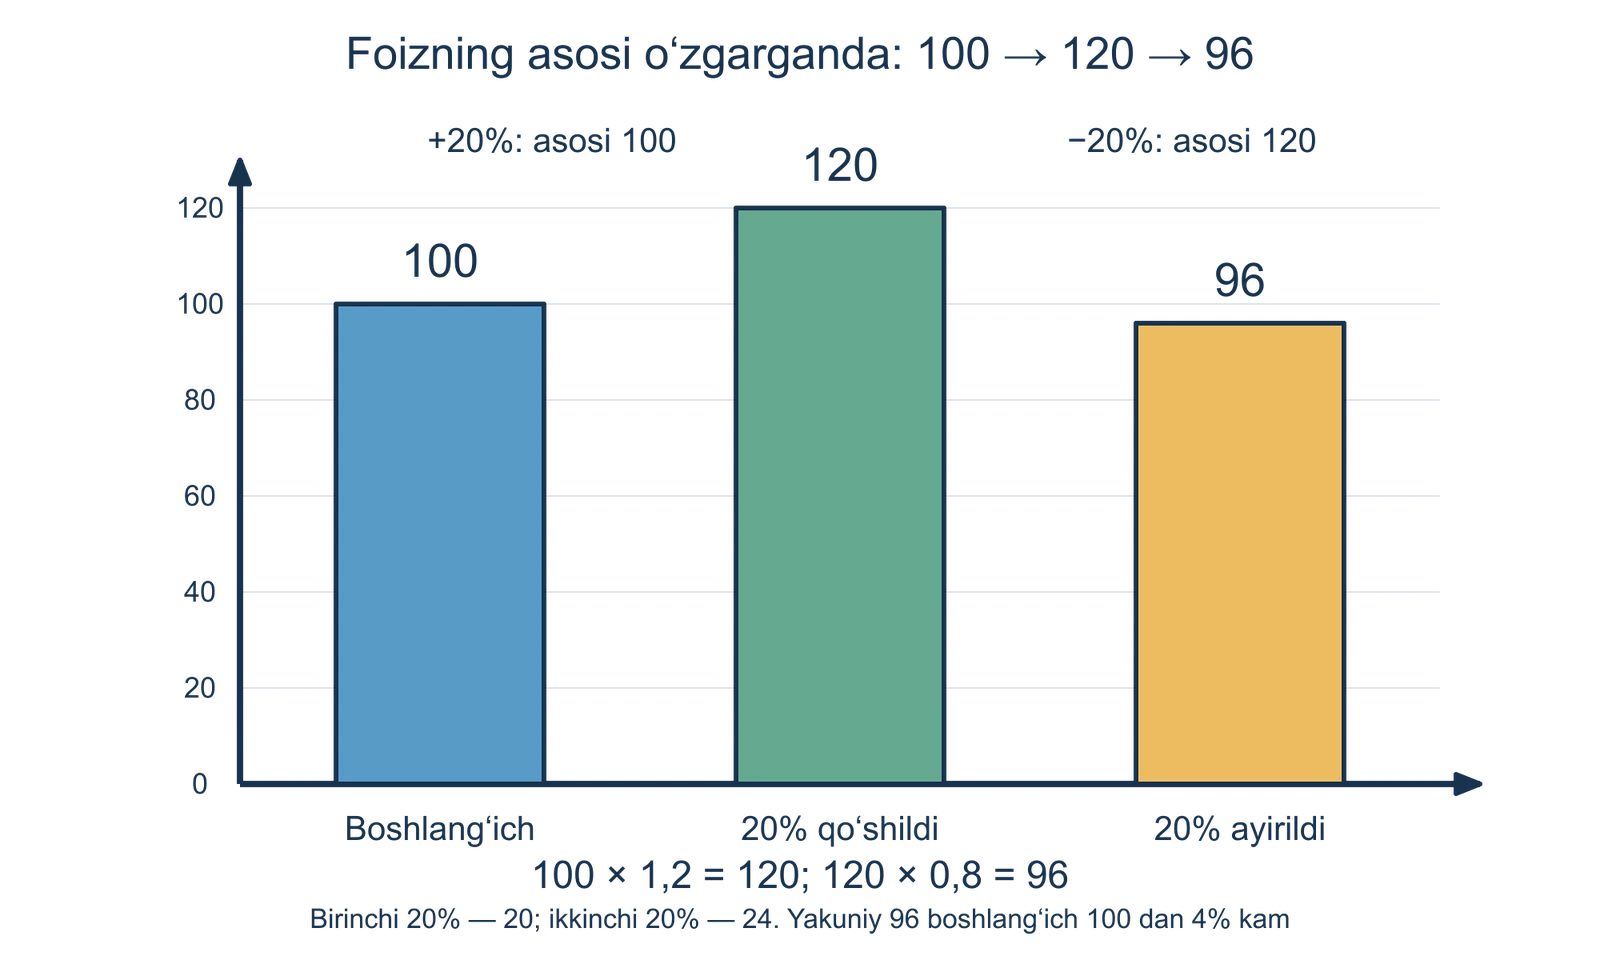 Foizning asosi o‘zgarganda: 100 → 120 → 96
+20%: asosi 100
−20%: asosi 120
120
100
96
120
100
80
60
40
20
0
Boshlang‘ich
20% qo‘shildi
20% ayirildi
100 × 1,2 = 120; 120 × 0,8 = 96
Birinchi 20% — 20; ikkinchi 20% — 24. Yakuniy 96 boshlang‘ich 100 dan 4% kam